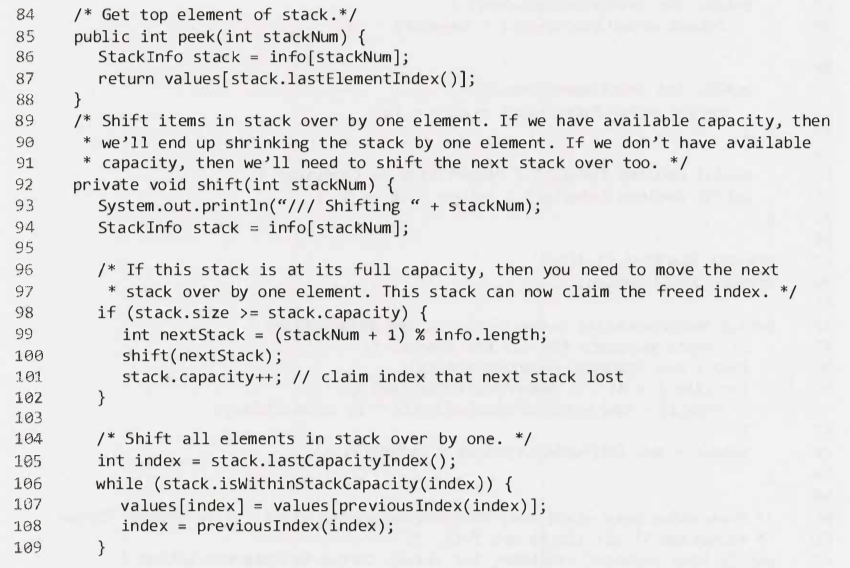 84 /* Get top element of stack.*/
85 public int peek(int stackNum) {
86 StackInfo stack = info[stackNum];
87 return values[stack.lastElementIndex()];
88 }
89 /* Shift items in stack over by one element. If we have available capacity, then
90 * we'll end up shrinking the stack by one element. If we don't have available
91 * capacity, then we'll need to shift the next stack over too. */
92 private void shift(int stackNum) {
93 System.out.println(“/// Shifting “ + stackNum);
94 StackInfo stack = info[stackNum];
95
96 /* If this stack is at its full capacity, then you need to move the next
97 * stack over by one element. This stack can now claim the freed index. */
98 if (stack.size >= stack.capacity) {
99 int nextStack = (stackNum + 1) % info.length;
100 shift(nextStack);
101 stack.capacity++; // claim index that next stack lost
102 }
103
104 /* Shift all elements in stack over by one. */
105 int index = stack.lastCapacityIndex();
106 while (stack.isWithinStackCapacity(index)) {
107 values[index] = values[previousIndex(index)];
108 index = previousIndex(index);
109 }